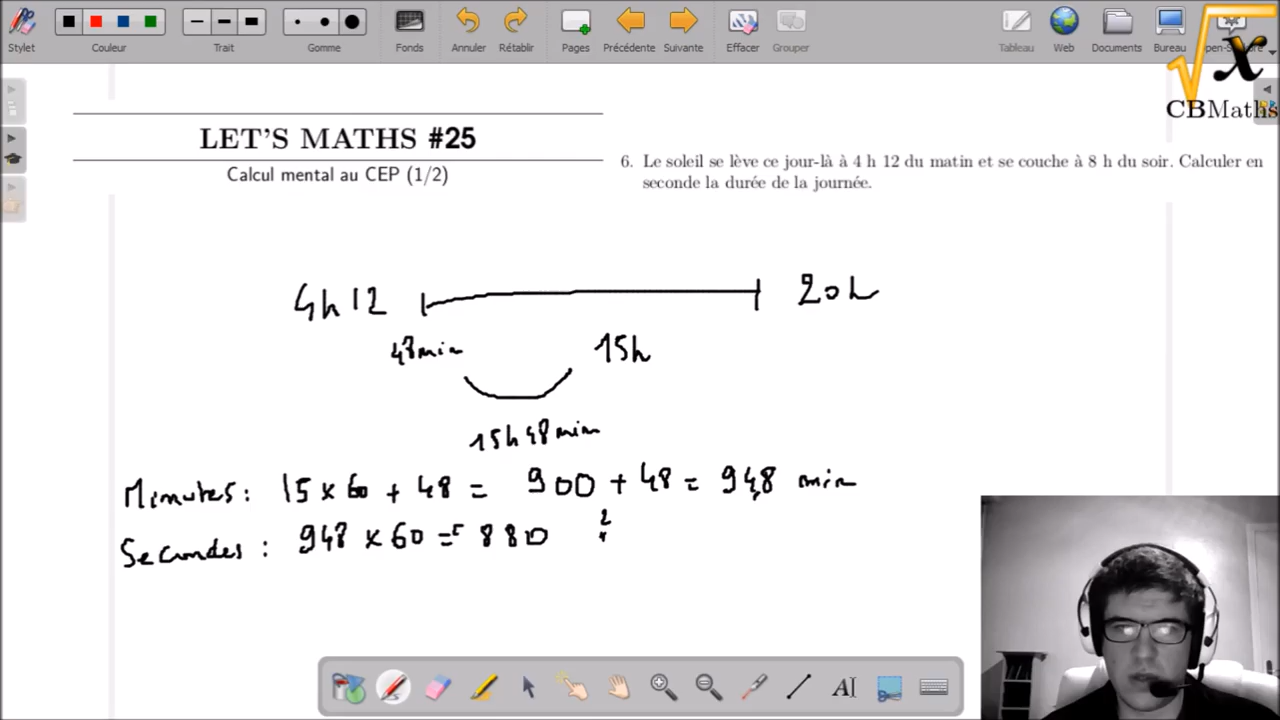 Stylet Couleur Trait Gomme Fonds Annuler Rétablir Pages Précédente Suivante Effacer Grouper Tableau Web Documents Bureau
CBMaths
LET'S MATHS #25
Calcul mental au CEP (1/2)
6. Le soleil se lève ce jour-là à 4 h 12 du matin et se couche à 8 h du soir. Calculer en
seconde la durée de la journée.
4h12 20h
48min 15h
15h48min
Minutes: 15 x 60 + 48 = 900 + 48 = 948 min
2
Secondes: 948 x 60 = 880